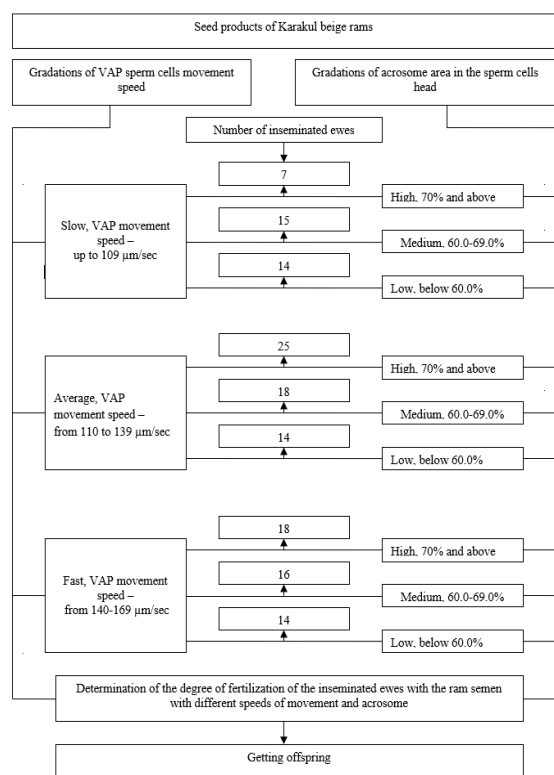 Seed products of Karakul beige rams
Gradations of VAP sperm cells movement
speed
Gradations of acrosome area in the sperm cells
head
Number of inseminated ewes
7
High, 70% and above
15
Slow, VAP movement
speed –
up to 109 μm/sec
Medium, 60.0-69.0%
14
Low, below 60.0%
25
High, 70% and above
18
Average, VAP
movement speed –
from 110 to 139 μm/sec
Medium, 60.0-69.0%
14
Low, below 60.0%
18
High, 70% and above
16
Fast, VAP movement
speed –
from 140-169 μm/sec
Medium, 60.0-69.0%
14
Low, below 60.0%
Determination of the degree of fertilization of the inseminated ewes with the ram semen
with different speeds of movement and acrosome
Getting offspring